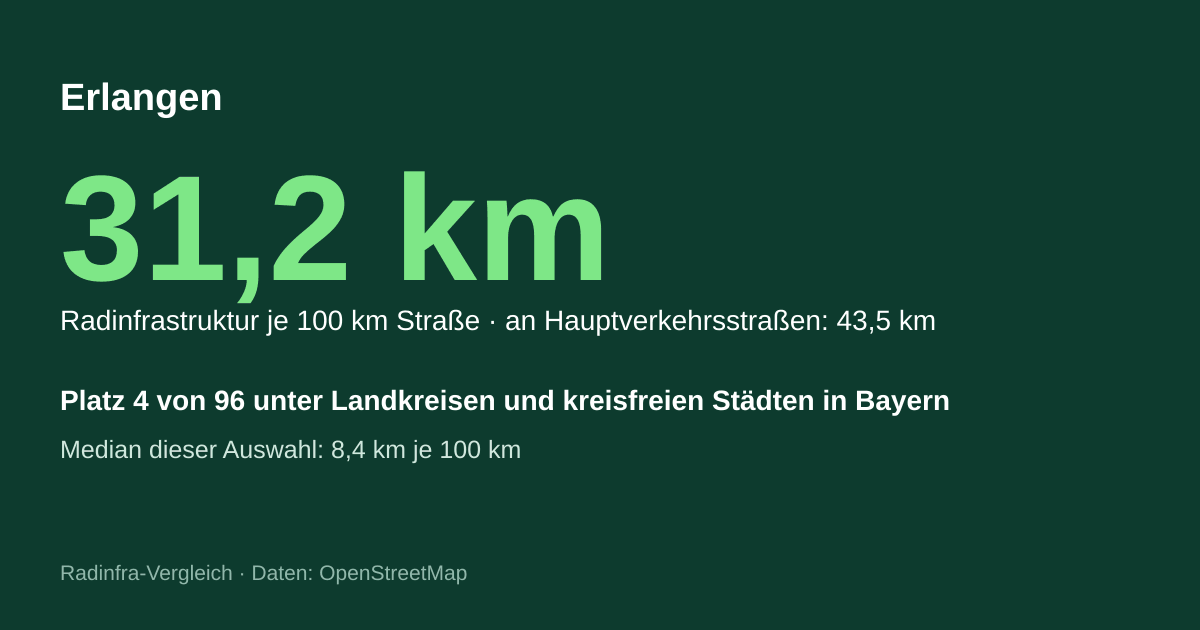 Erlangen
31,2 km
Radinfrastruktur je 100 km Straße · an Hauptverkehrsstraßen: 43,5 km
Platz 4 von 96 unter Landkreisen und kreisfreien Städten in Bayern
Median dieser Auswahl: 8,4 km je 100 km
Radinfra-Vergleich · Daten: OpenStreetMap